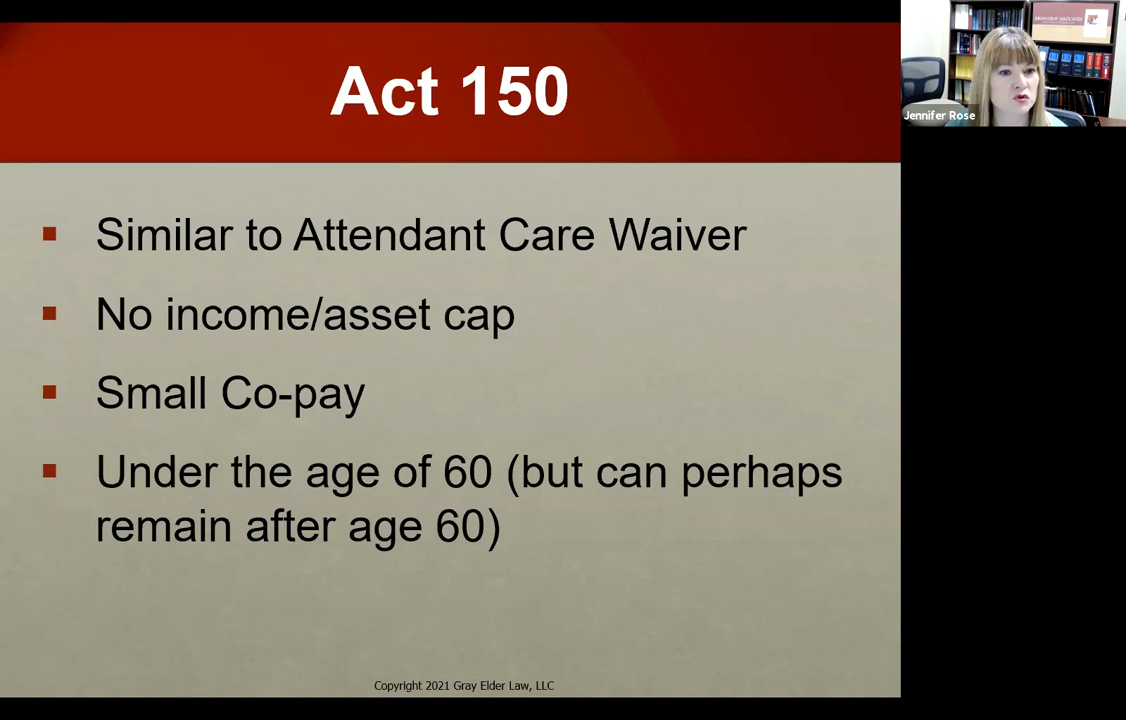 Act 150
Similar to Attendant Care Waiver
No income/asset cap
Small Co-pay
Under the age of 60 (but can perhaps
remain after age 60)
Copyright 2021 Gray Elder Law, LLC
Jennifer Rose